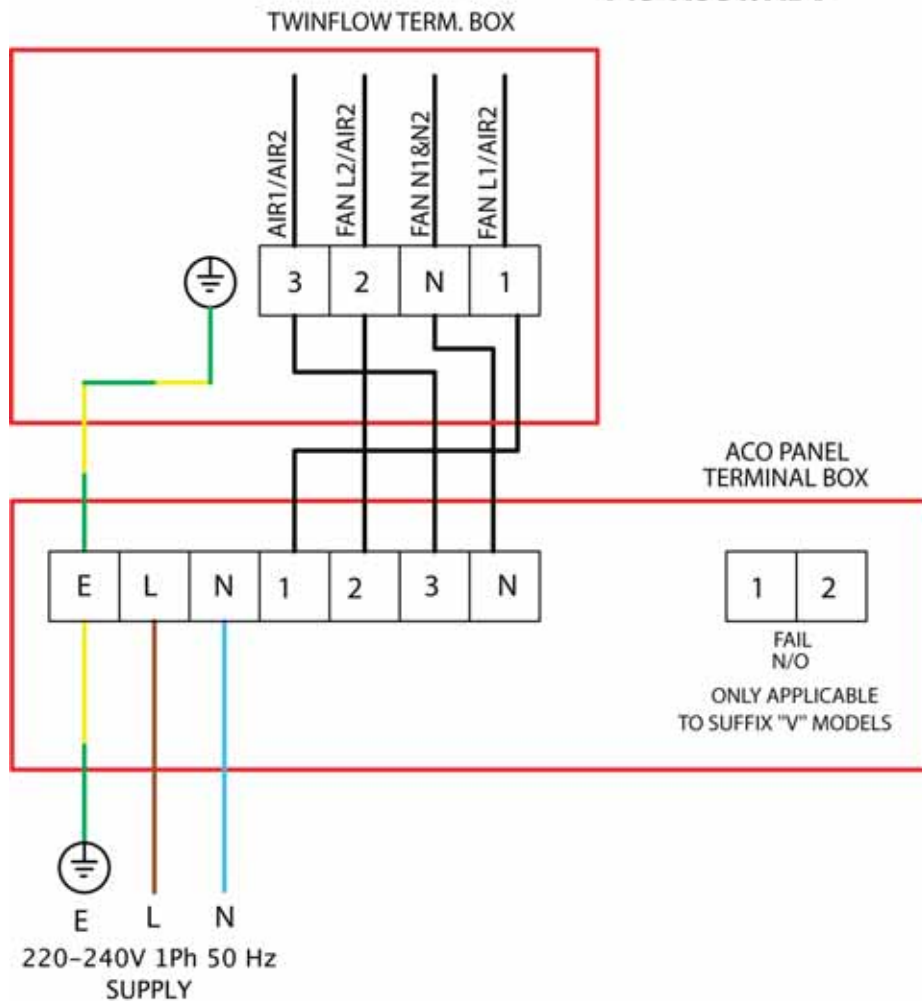 TWINFLOW TERM. BOX
AIR1/AIR2
FAN L2/AIR2
FAN N1&N2
FAN L1/AIR2
3 2 N 1
ACO PANEL
TERMINAL BOX
E L N 1 2 3 N
1 2
FAIL
N/O
ONLY APPLICABLE
TO SUFFIX "V" MODELS
E L N
220-240V 1Ph 50 Hz
SUPPLY